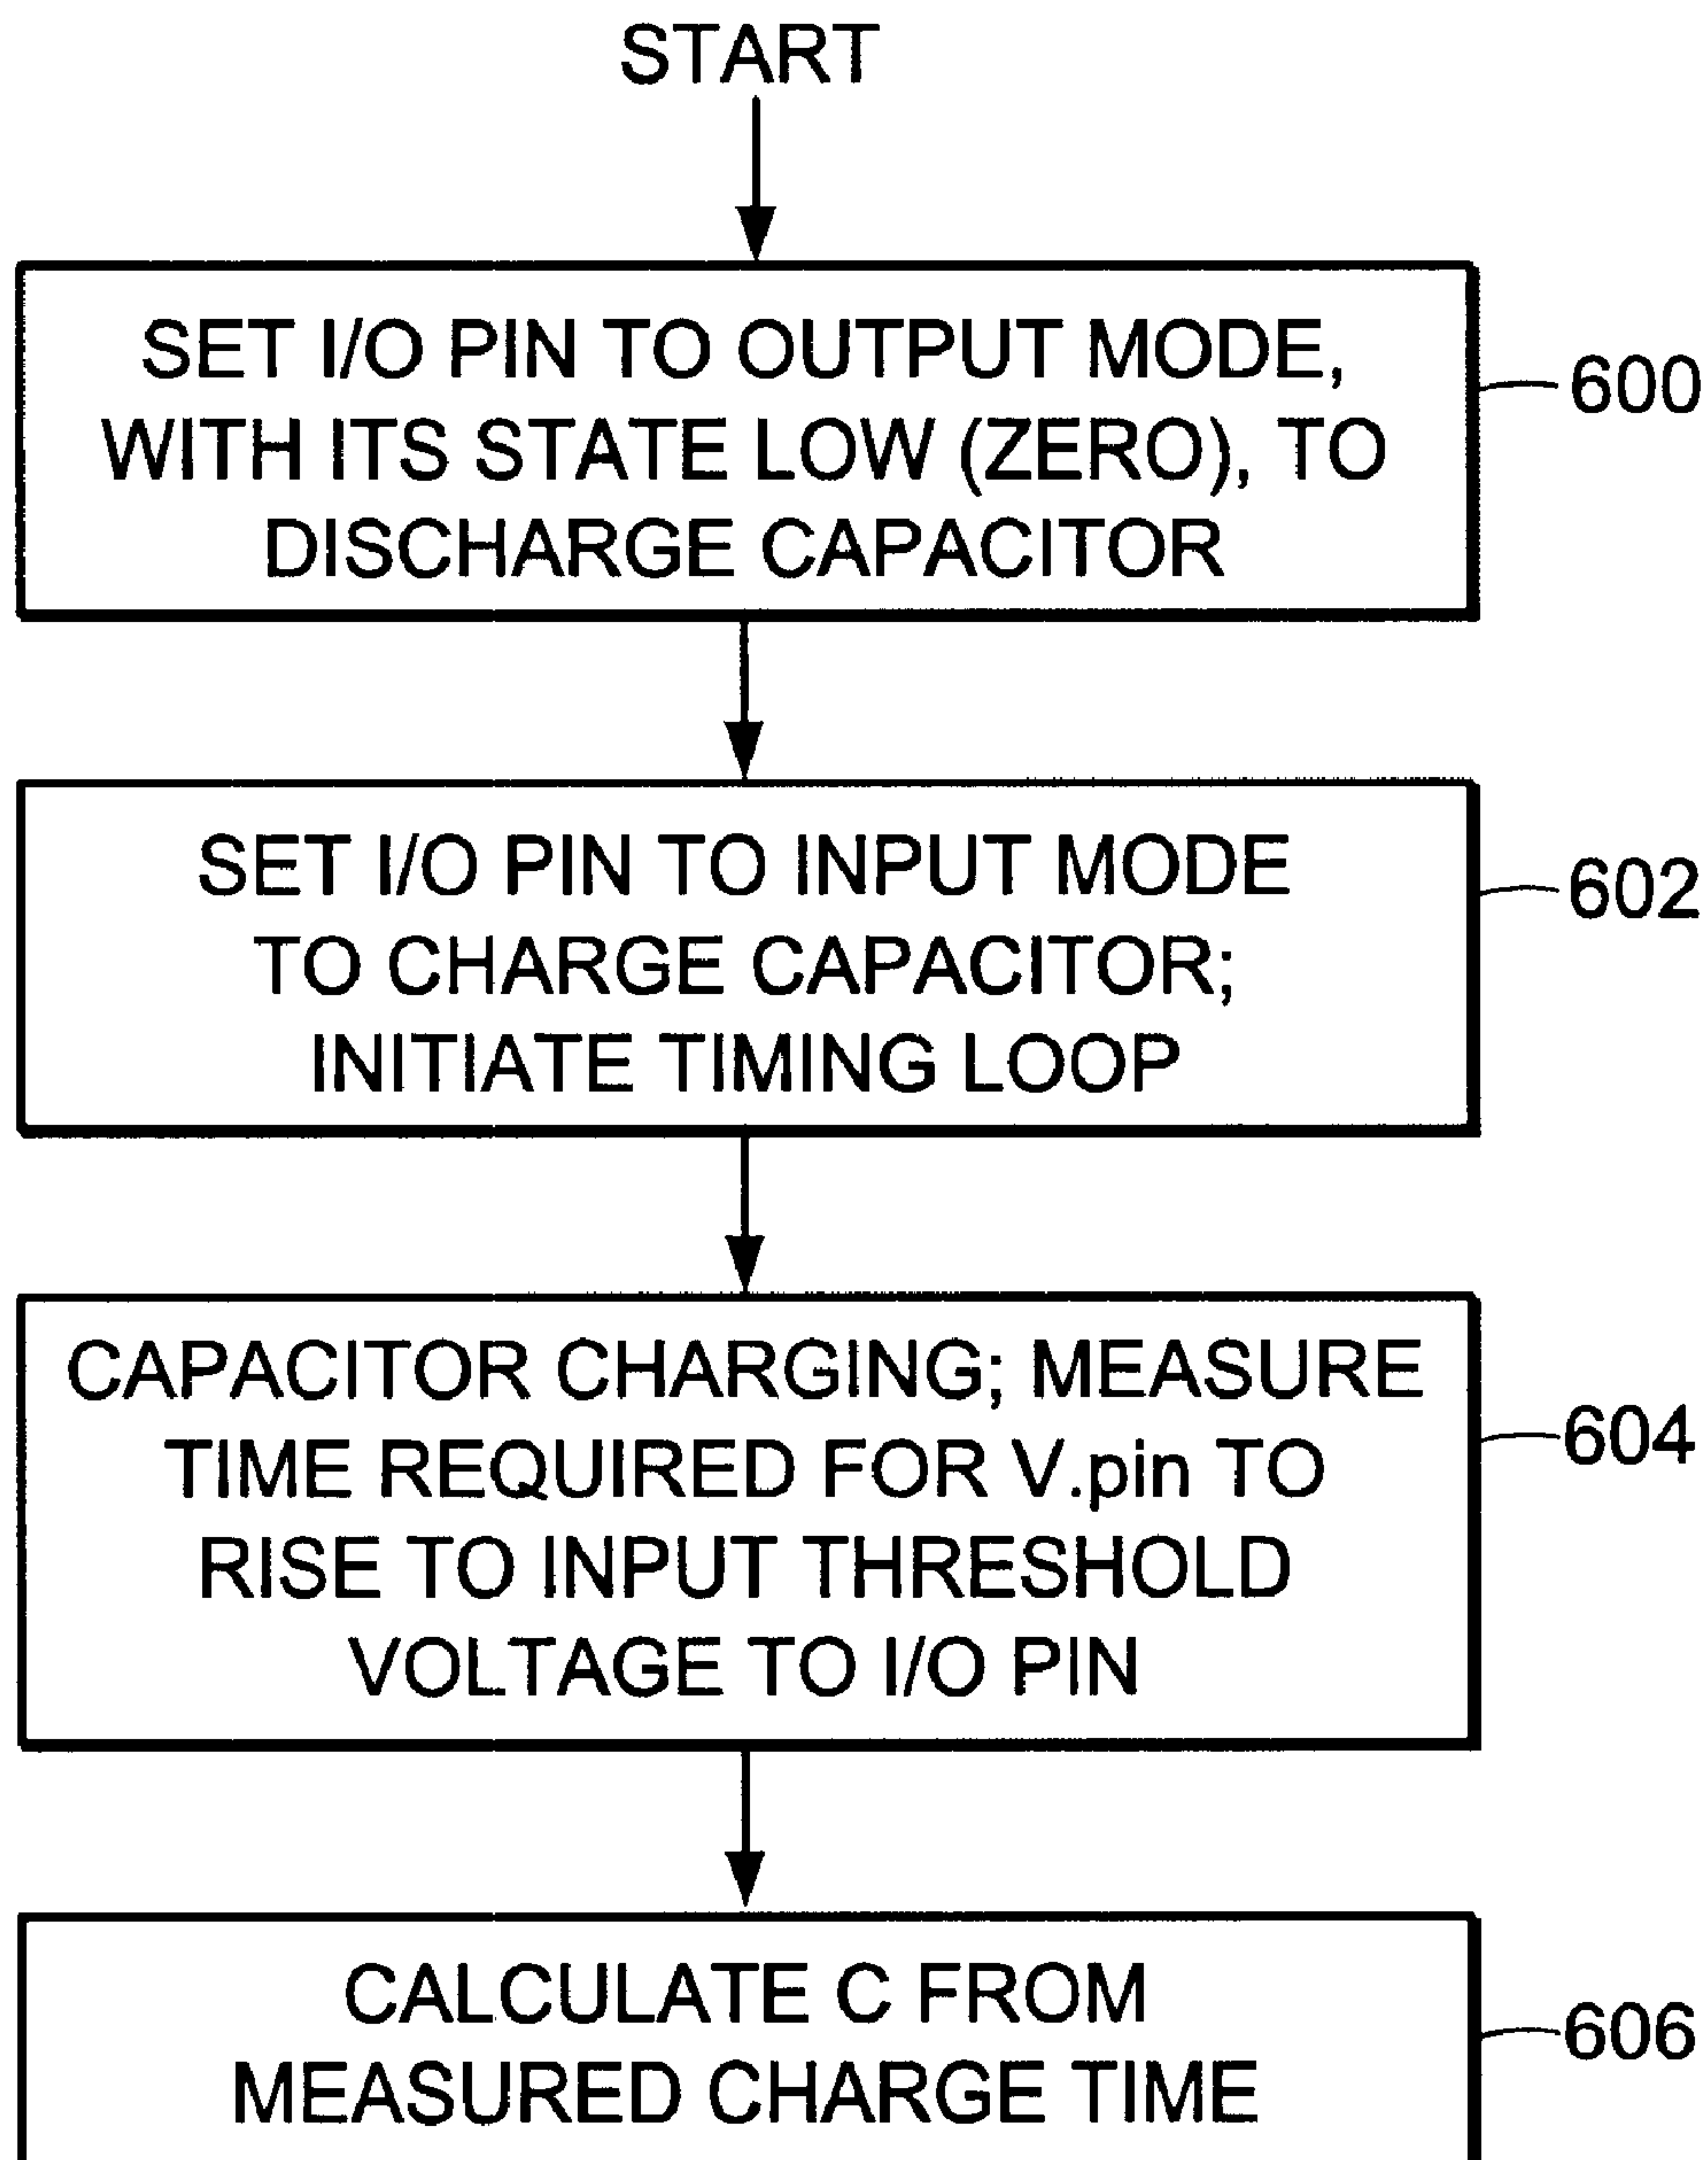 START
SET I/O PIN TO OUTPUT MODE,
WITH ITS STATE LOW (ZERO), TO
DISCHARGE CAPACITOR
600
SET I/O PIN TO INPUT MODE
TO CHARGE CAPACITOR;
INITIATE TIMING LOOP
602
CAPACITOR CHARGING; MEASURE
TIME REQUIRED FOR V.pin TO
RISE TO INPUT THRESHOLD
VOLTAGE TO I/O PIN
604
CALCULATE C FROM
MEASURED CHARGE TIME
606